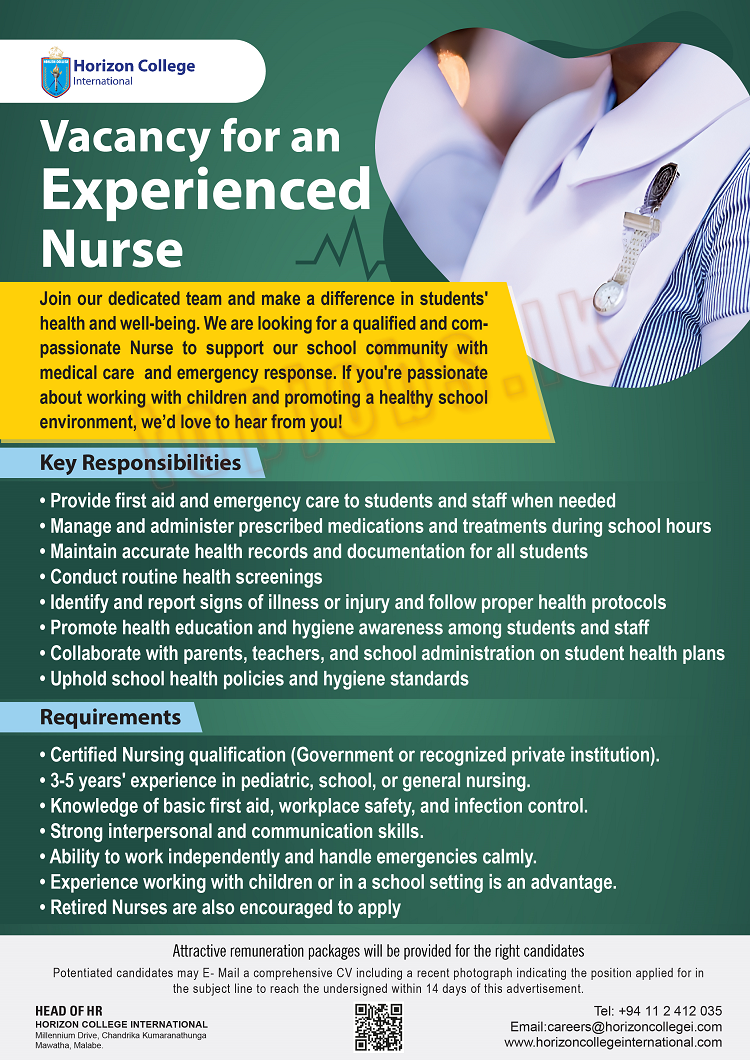 Horizon College
International
Vacancy for an
Experienced
Nurse
Join our dedicated team and make a difference in students'
health and well-being. We are looking for a qualified and com-
passionate Nurse to support our school community with
medical care and emergency response. If you're passionate
about working with children and promoting a healthy school
environment, we’d love to hear from you!
topjobs.lk
Key Responsibilities
• Provide first aid and emergency care to students and staff when needed
• Manage and administer prescribed medications and treatments during school hours
• Maintain accurate health records and documentation for all students
• Conduct routine health screenings
• Identify and report signs of illness or injury and follow proper health protocols
• Promote health education and hygiene awareness among students and staff
• Collaborate with parents, teachers, and school administration on student health plans
• Uphold school health policies and hygiene standards
Requirements
• Certified Nursing qualification (Government or recognized private institution).
• 3-5 years' experience in pediatric, school, or general nursing.
• Knowledge of basic first aid, workplace safety, and infection control.
• Strong interpersonal and communication skills.
• Ability to work independently and handle emergencies calmly.
• Experience working with children or in a school setting is an advantage.
• Retired Nurses are also encouraged to apply
Attractive remuneration packages will be provided for the right candidates
Potentiated candidates may E- Mail a comprehensive CV including a recent photograph indicating the position applied for in
the subject line to reach the undersigned within 14 days of this advertisement.
HEAD OF HR
HORIZON COLLEGE INTERNATIONAL
Millennium Drive, Chandrika Kumaranathunga
Mawatha, Malabe.
Tel: +94 11 2 412 035
Email:careers@horizoncollegei.com
www.horizoncollegeinternational.com